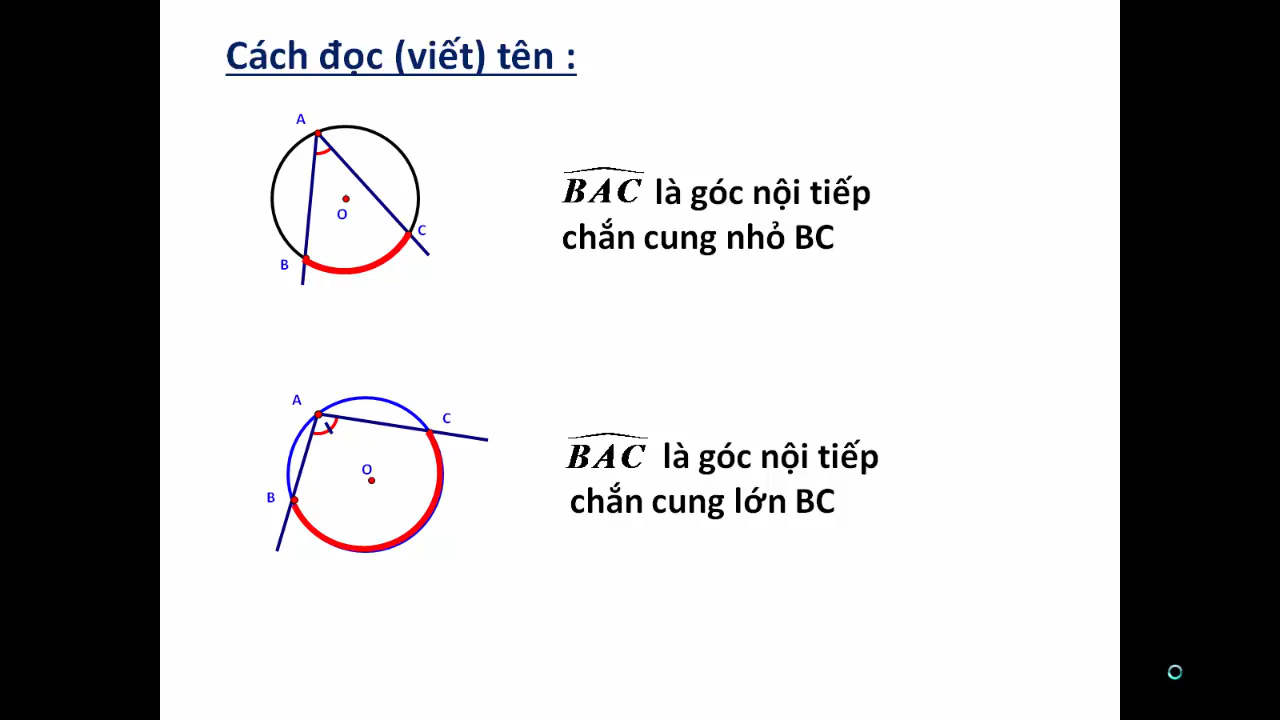 Cách đọc (viết) tên :
A
O
C
B
BAC là góc nội tiếp
chắn cung nhỏ BC
A
C
O
B
BAC là góc nội tiếp
chắn cung lớn BC